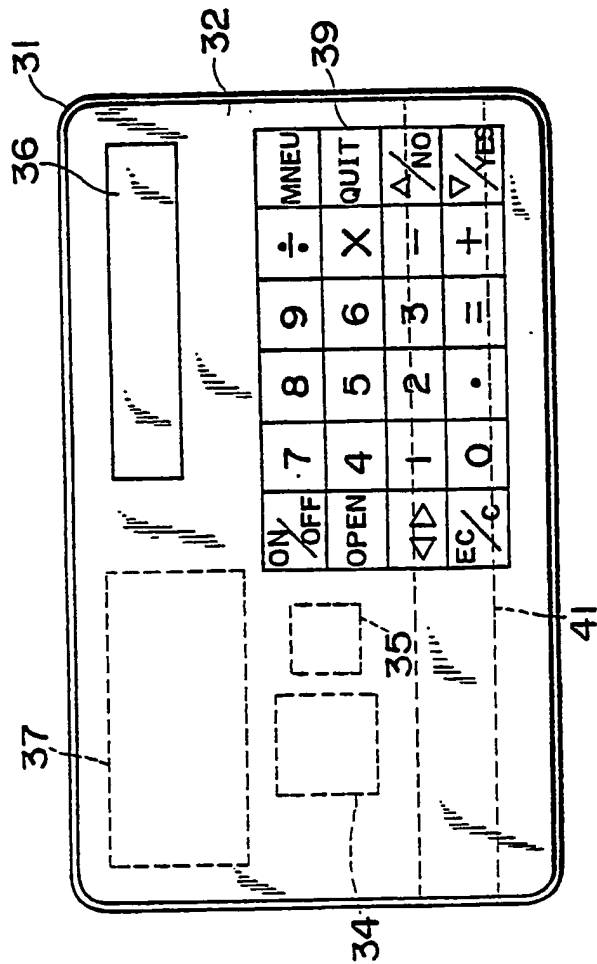 37 36 31
32
ON/OFF 7 8 9 ÷ MNEU
39
OPEN 4 5 6 × QUIT
34
35
◁▷ 1 2 3 − △/NO
EC/C 0 . = + ▽/YES
41